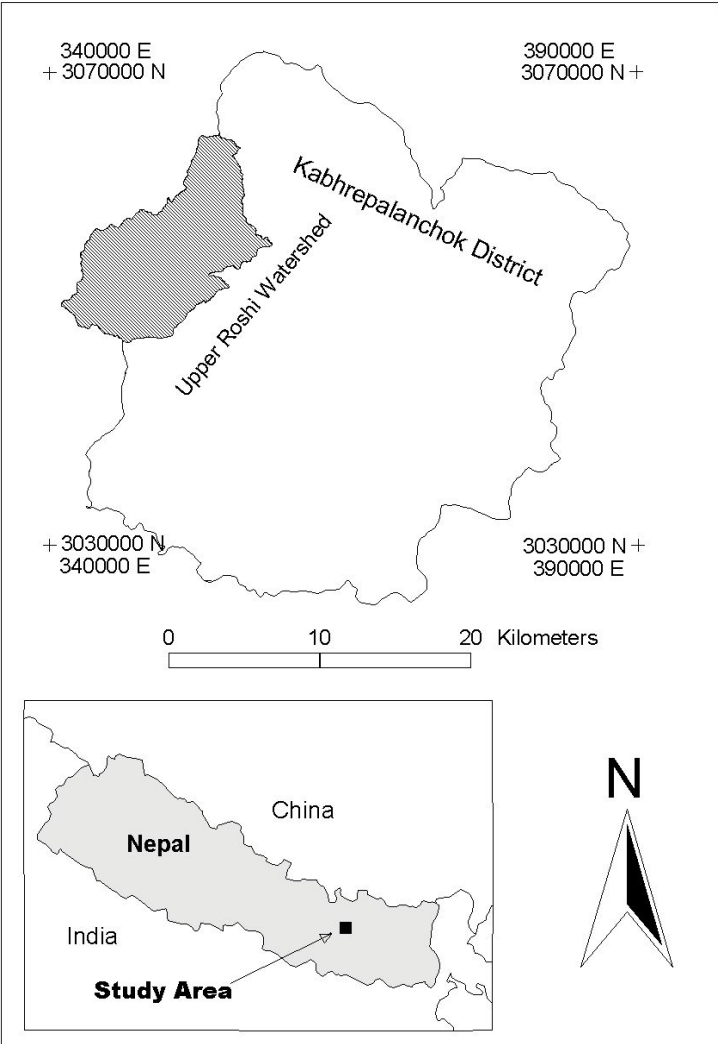 340000 E
+ 3070000 N
390000 E
3070000 N +
Kabhrepalanchok District
Upper Roshi Watershed
+ 3030000 N
340000 E
3030000 N +
390000 E
0 10 20 Kilometers
N
China
Nepal
India
Study Area